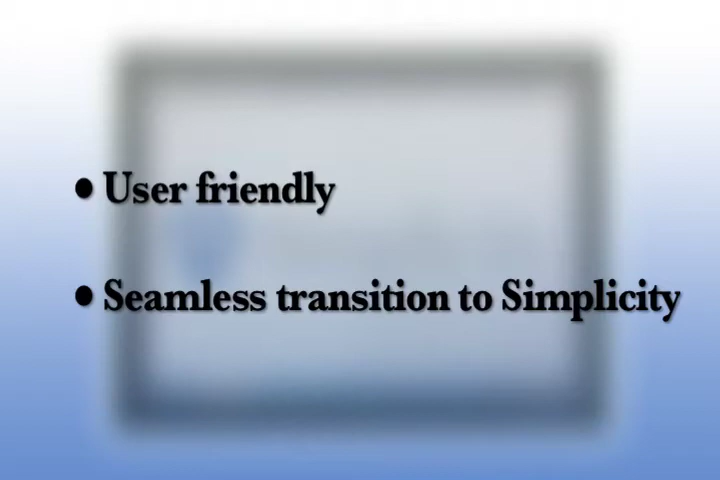 • User friendly
• Seamless transition to Simplicity